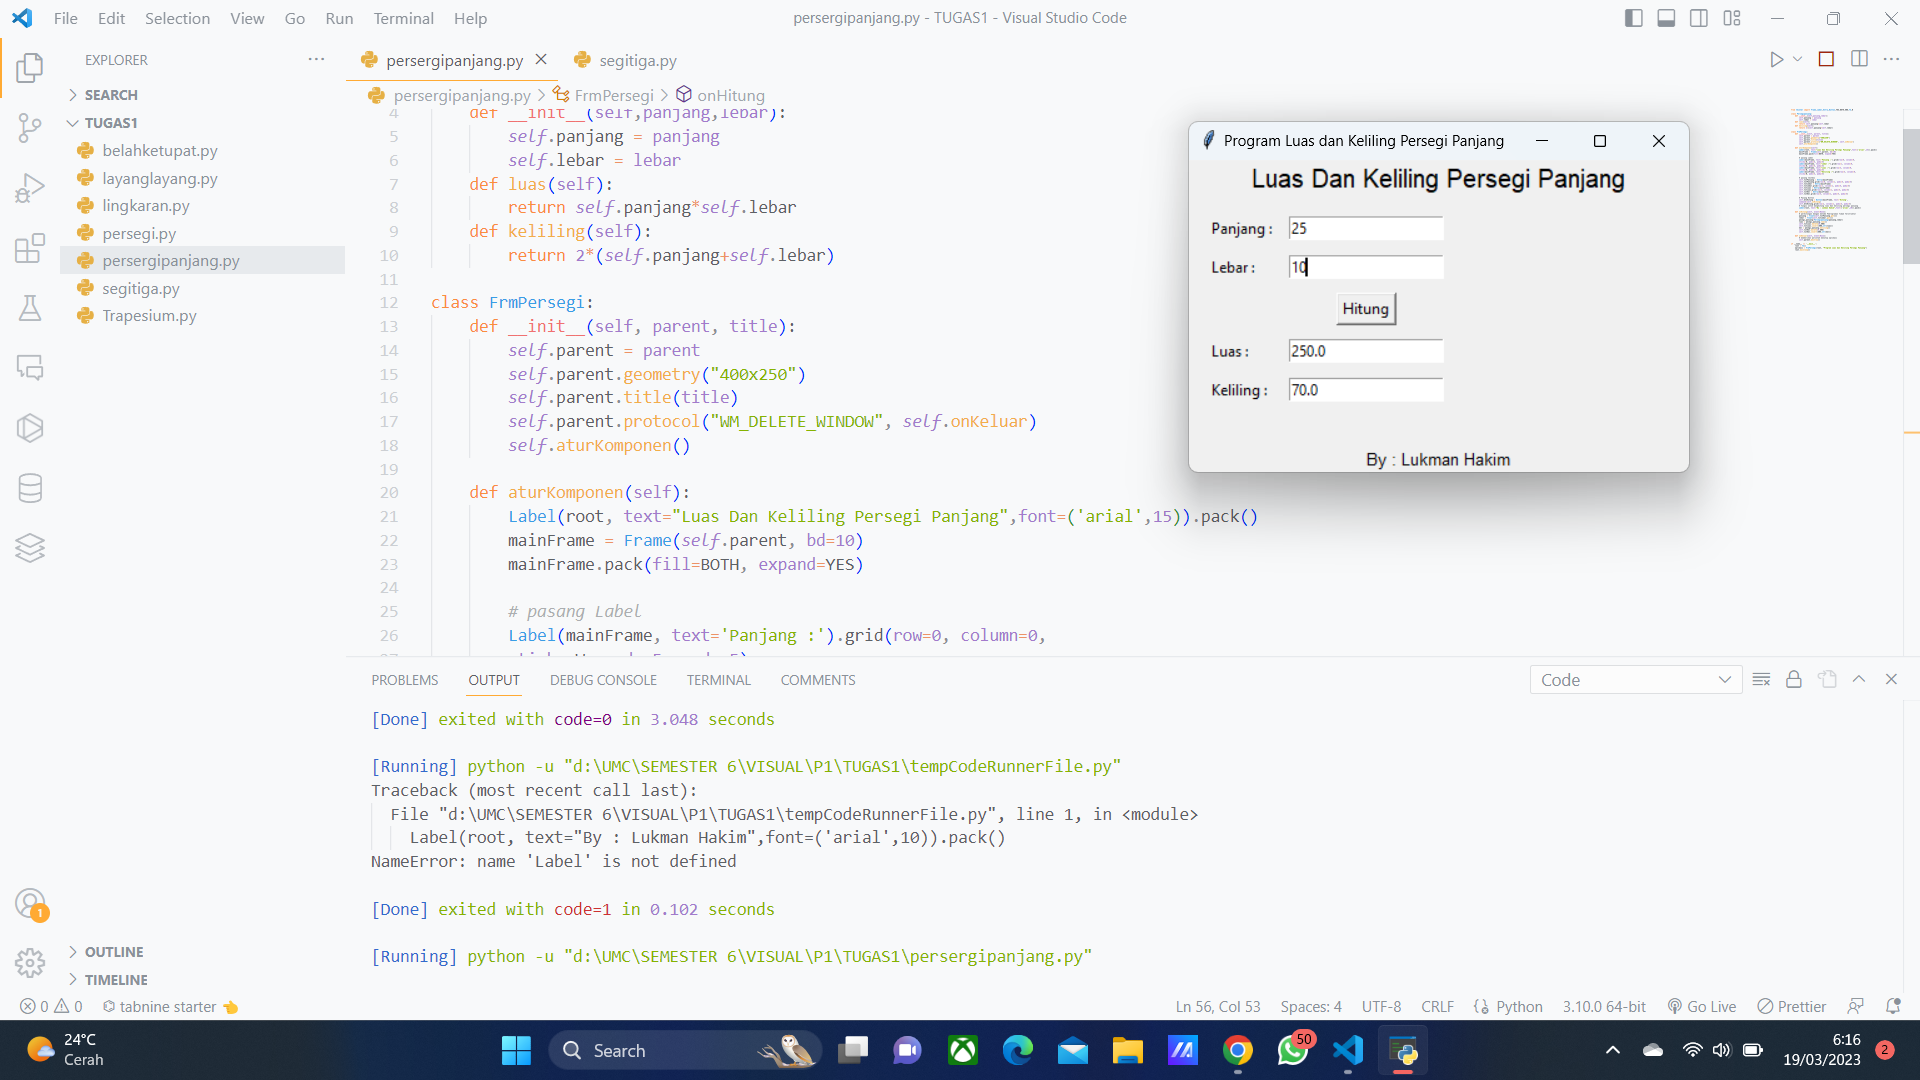 File Edit Selection View Go Run Terminal Help
persergipanjang.py - TUGAS1 - Visual Studio Code
EXPLORER
SEARCH
TUGAS1
belahketupat.py
layanglayang.py
lingkaran.py
persegi.py
persergipanjang.py
segitiga.py
Trapesium.py
OUTLINE
TIMELINE
persergipanjang.py segitiga.py
persergipanjang.py > FrmPersegi > onHitung
4 def __init__(self,panjang,lebar):
5 self.panjang = panjang
6 self.lebar = lebar
7 def luas(self):
8 return self.panjang*self.lebar
9 def keliling(self):
10 return 2*(self.panjang+self.lebar)
11
12 class FrmPersegi:
13 def __init__(self, parent, title):
14 self.parent = parent
15 self.parent.geometry("400x250")
16 self.parent.title(title)
17 self.parent.protocol("WM_DELETE_WINDOW", self.onKeluar)
18 self.aturKomponen()
19
20 def aturKomponen(self):
21 Label(root, text="Luas Dan Keliling Persegi Panjang",font=('arial',15)).pack()
22 mainFrame = Frame(self.parent, bd=10)
23 mainFrame.pack(fill=BOTH, expand=YES)
24
25 # pasang Label
26 Label(mainFrame, text='Panjang :').grid(row=0, column=0,
Program Luas dan Keliling Persegi Panjang
Luas Dan Keliling Persegi Panjang
Panjang : 25
Lebar : 10
Hitung
Luas : 250.0
Keliling : 70.0
By : Lukman Hakim
PROBLEMS OUTPUT DEBUG CONSOLE TERMINAL COMMENTS
Code
[Done] exited with code=0 in 3.048 seconds
[Running] python -u "d:\UMC\SEMESTER 6\VISUAL\P1\TUGAS1\tempCodeRunnerFile.py"
Traceback (most recent call last):
File "d:\UMC\SEMESTER 6\VISUAL\P1\TUGAS1\tempCodeRunnerFile.py", line 1, in <module>
Label(root, text="By : Lukman Hakim",font=('arial',10)).pack()
NameError: name 'Label' is not defined
[Done] exited with code=1 in 0.102 seconds
[Running] python -u "d:\UMC\SEMESTER 6\VISUAL\P1\TUGAS1\persergipanjang.py"
1
0 0 tabnine starter
Ln 56, Col 53 Spaces: 4 UTF-8 CRLF Python 3.10.0 64-bit Go Live Prettier
24°C
Cerah
Search
50
6:16
19/03/2023
2